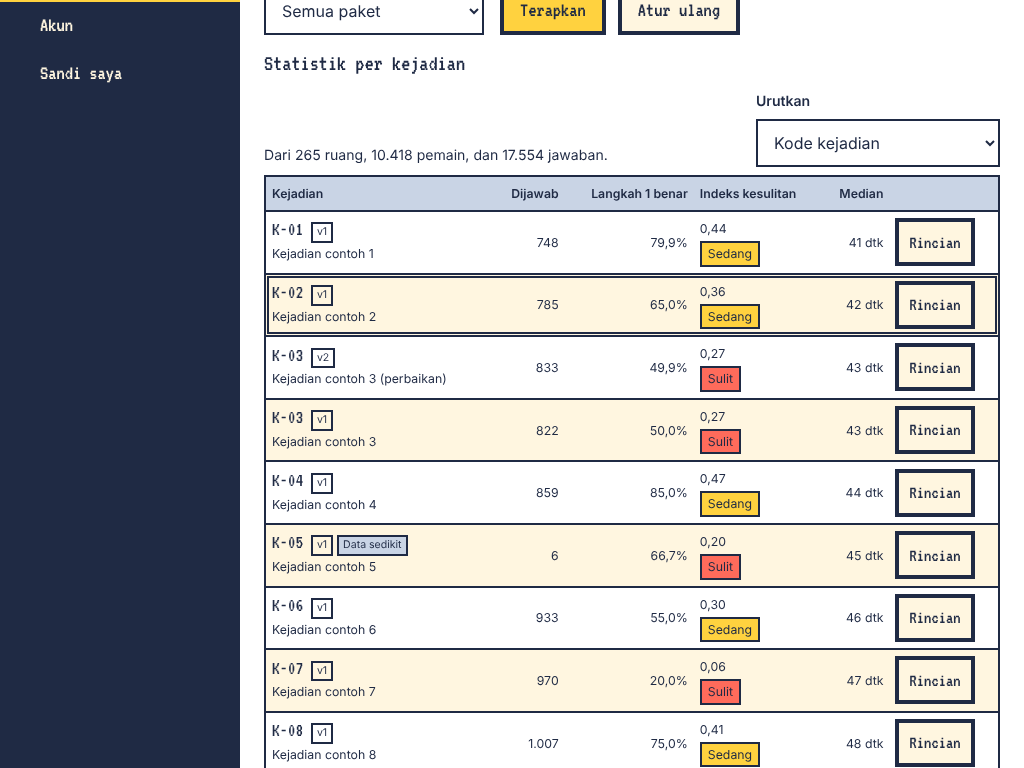 Akun
Sandi saya
Semua paket
Terapkan
Atur ulang
Statistik per kejadian
Urutkan
Kode kejadian
Dari 265 ruang, 10.418 pemain, dan 17.554 jawaban.
Kejadian Dijawab Langkah 1 benar Indeks kesulitan Median
K-01 v1
Kejadian contoh 1
748 79,9% 0,44 Sedang 41 dtk Rincian
K-02 v1
Kejadian contoh 2
785 65,0% 0,36 Sedang 42 dtk Rincian
K-03 v2
Kejadian contoh 3 (perbaikan)
833 49,9% 0,27 Sulit 43 dtk Rincian
K-03 v1
Kejadian contoh 3
822 50,0% 0,27 Sulit 43 dtk Rincian
K-04 v1
Kejadian contoh 4
859 85,0% 0,47 Sedang 44 dtk Rincian
K-05 v1 Data sedikit
Kejadian contoh 5
6 66,7% 0,20 Sulit 45 dtk Rincian
K-06 v1
Kejadian contoh 6
933 55,0% 0,30 Sedang 46 dtk Rincian
K-07 v1
Kejadian contoh 7
970 20,0% 0,06 Sulit 47 dtk Rincian
K-08 v1
Kejadian contoh 8
1.007 75,0% 0,41 Sedang 48 dtk Rincian